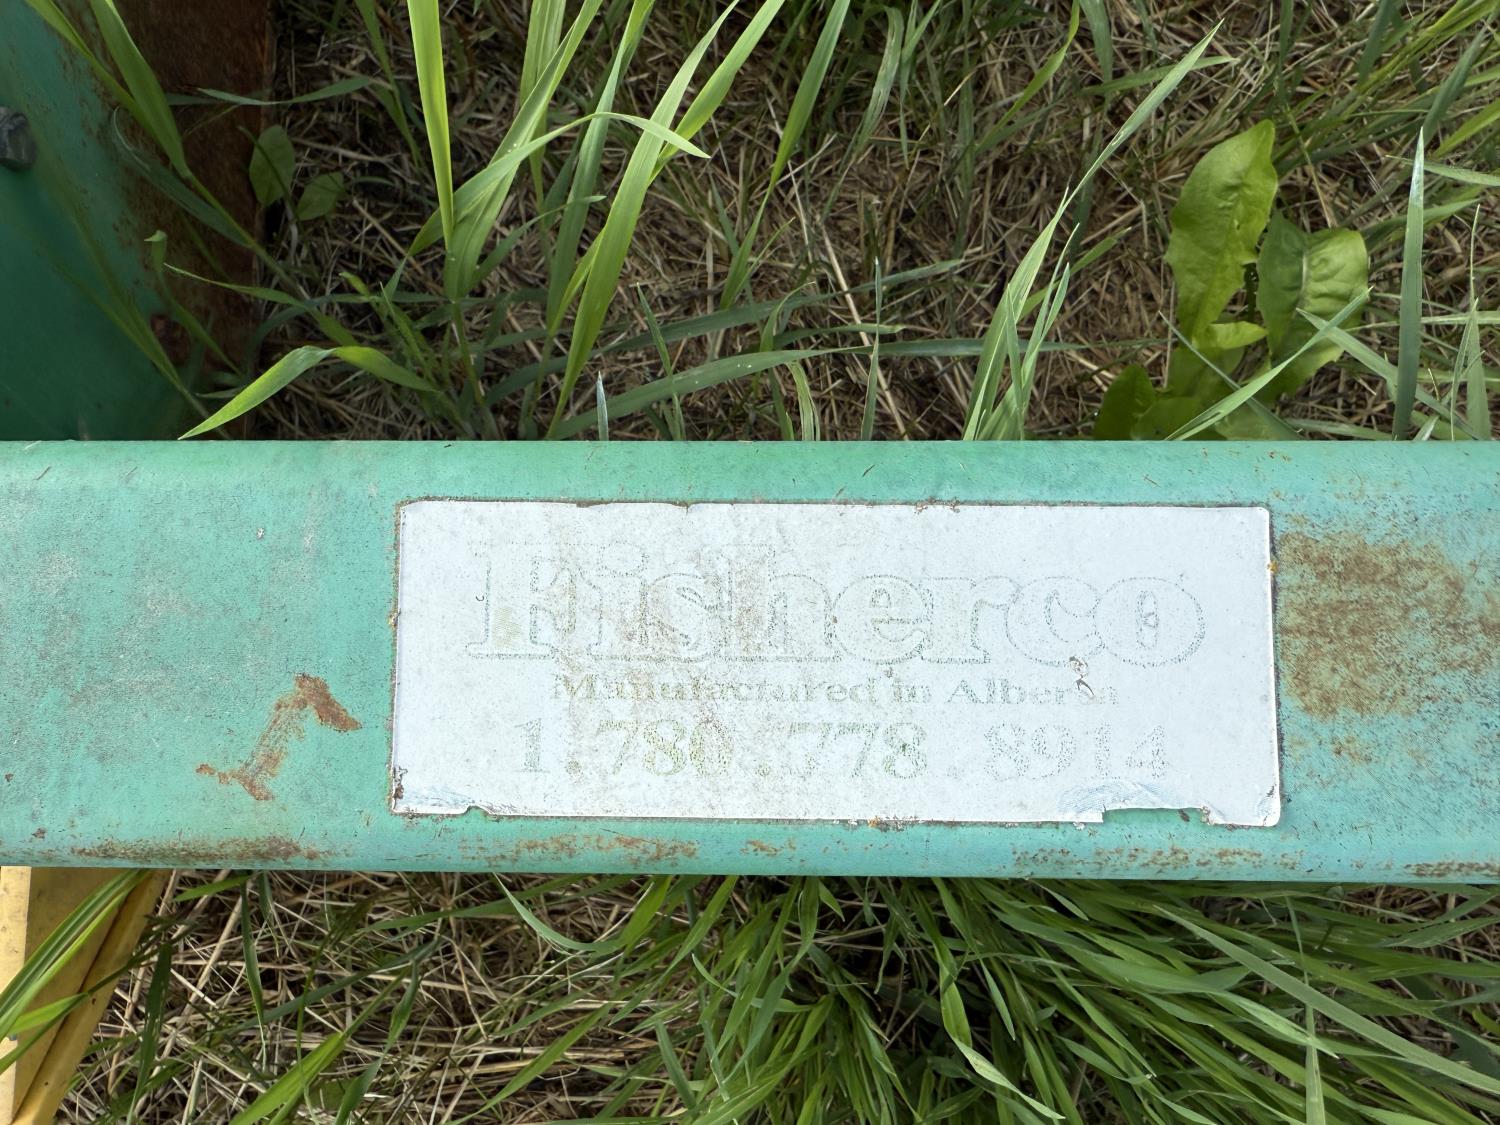 Fisherco
Manufactured in Alberta
1.780.778.8914